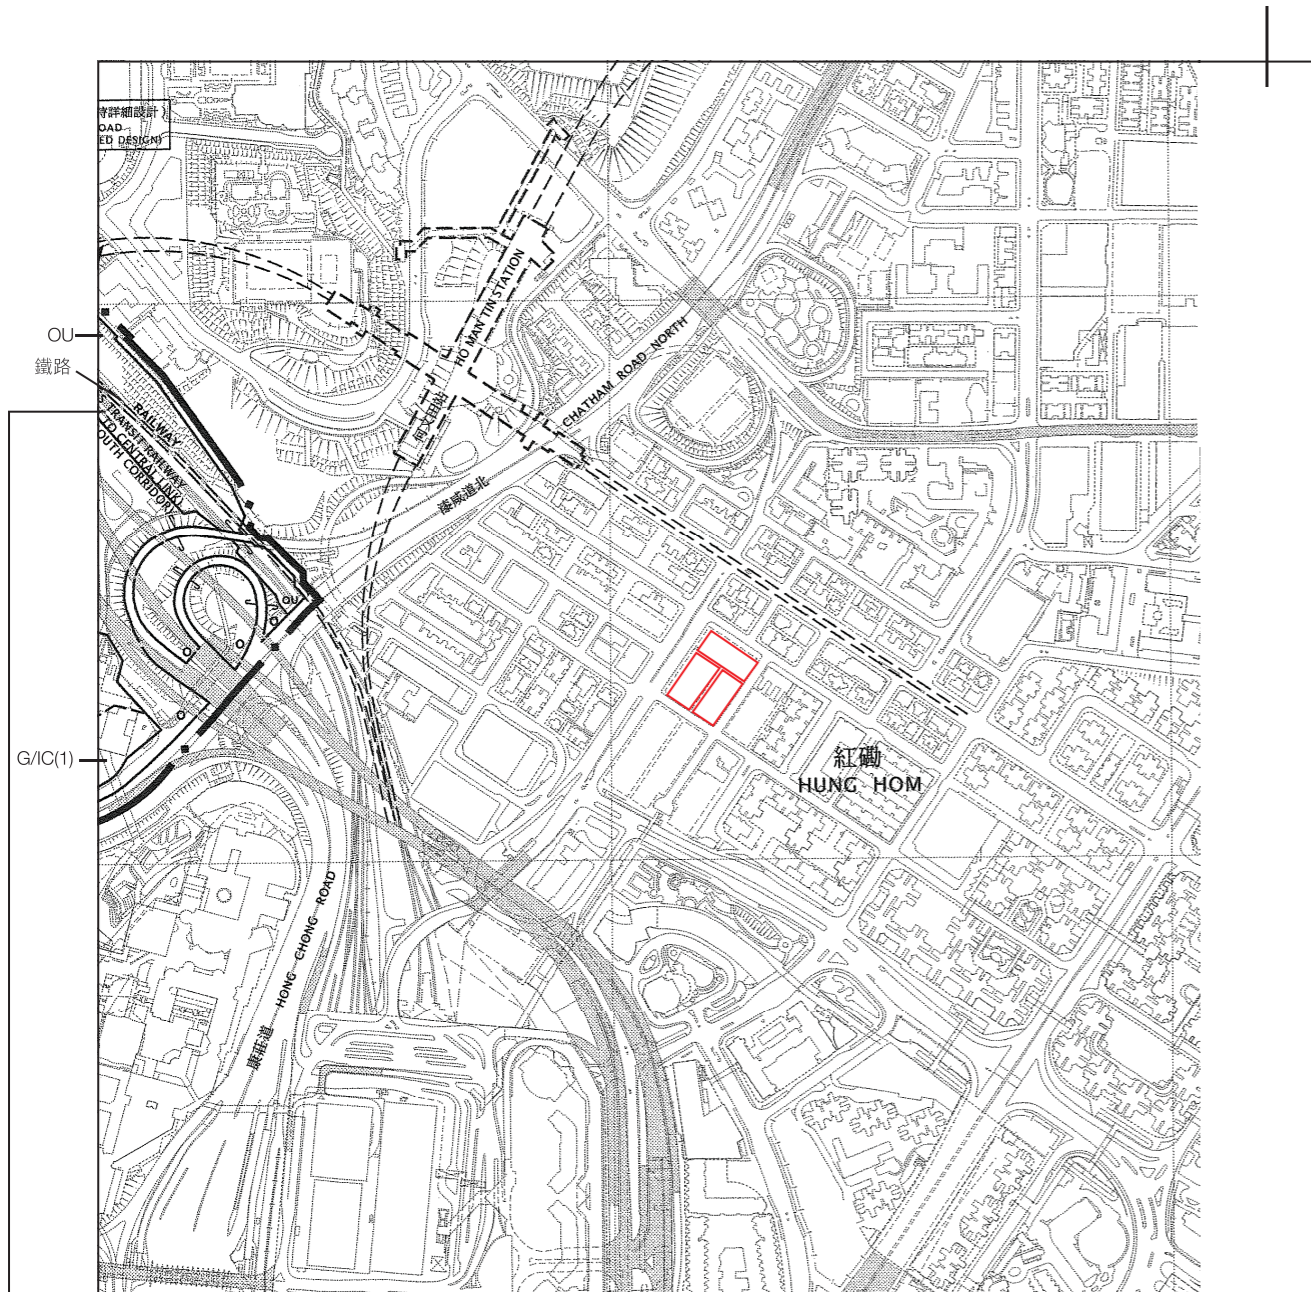 待詳細設計)
OAD
ED DESIGN)
HO MAN TIN STATION
何文田站
CHATHAM ROAD NORTH
漆咸道北
OU
鐵路
RAILWAY
S TRANSIT RAILWAY
TO CENTRAL LINK
OUTH CORRIDOR)
OU
G/IC(1)
紅磡
HUNG HOM
HONG CHONG ROAD
康莊道